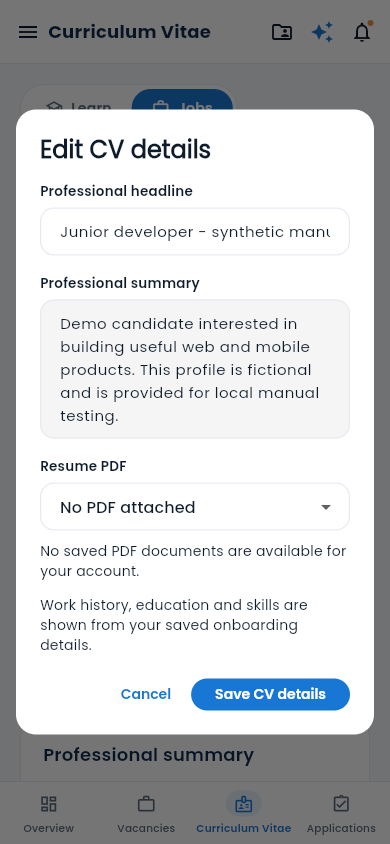 Curriculum Vitae
Learn
Jobs
Edit CV details
Professional headline
Junior developer - synthetic manu
Professional summary
Demo candidate interested in
building useful web and mobile
products. This profile is fictional
and is provided for local manual
testing.
Resume PDF
No PDF attached
No saved PDF documents are available for
your account.
Work history, education and skills are
shown from your saved onboarding
details.
Cancel
Save CV details
Professional summary
Overview
Vacancies
Curriculum Vitae
Applications